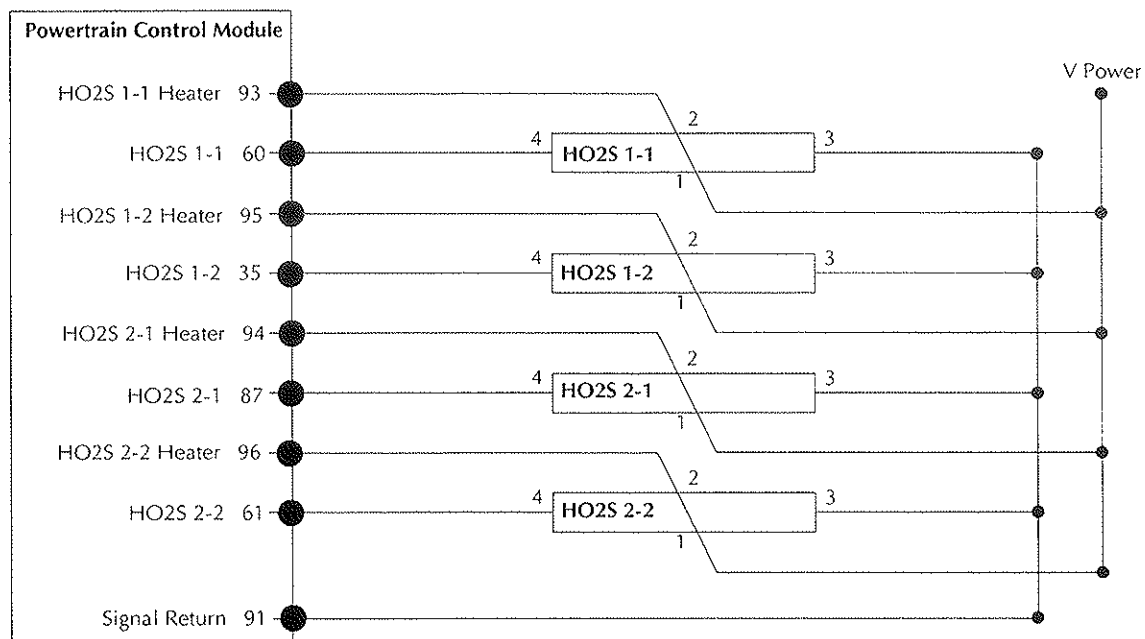 Powertrain Control Module
V Power
HO2S 1-1 Heater 93
2
HO2S 1-1 60
4
HO2S 1-1
3
1
HO2S 1-2 Heater 95
2
HO2S 1-2 35
4
HO2S 1-2
3
1
HO2S 2-1 Heater 94
2
HO2S 2-1 87
4
HO2S 2-1
3
1
HO2S 2-2 Heater 96
2
HO2S 2-2 61
4
HO2S 2-2
3
1
Signal Return 91